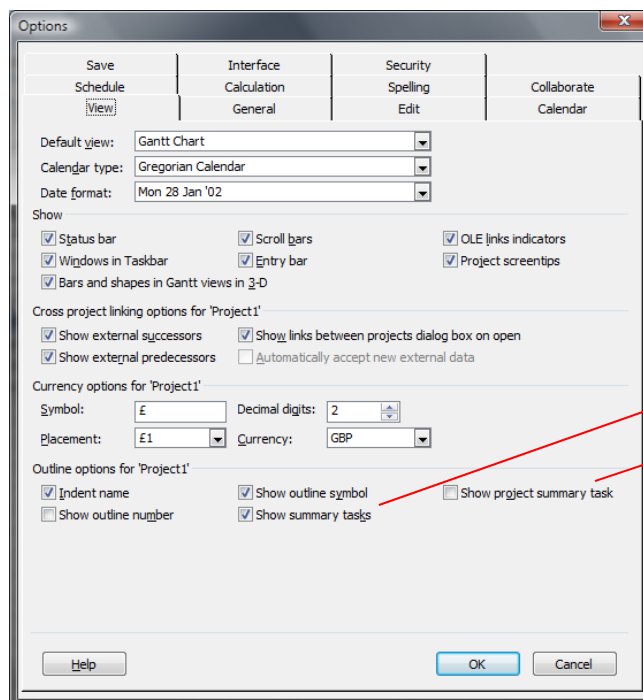 Options
Save Interface Security
Schedule Calculation Spelling Collaborate
View General Edit Calendar
Default view: Gantt Chart
Calendar type: Gregorian Calendar
Date format: Mon 28 Jan '02
Show
Status bar Scroll bars OLE links indicators
Windows in Taskbar Entry bar Project screentips
Bars and shapes in Gantt views in 3-D
Cross project linking options for 'Project1'
Show external successors Show links between projects dialog box on open
Show external predecessors Automatically accept new external data
Currency options for 'Project1'
Symbol: £ Decimal digits: 2
Placement: £1 Currency: GBP
Outline options for 'Project1'
Indent name Show outline symbol Show project summary task
Show outline number Show summary tasks
Help OK Cancel